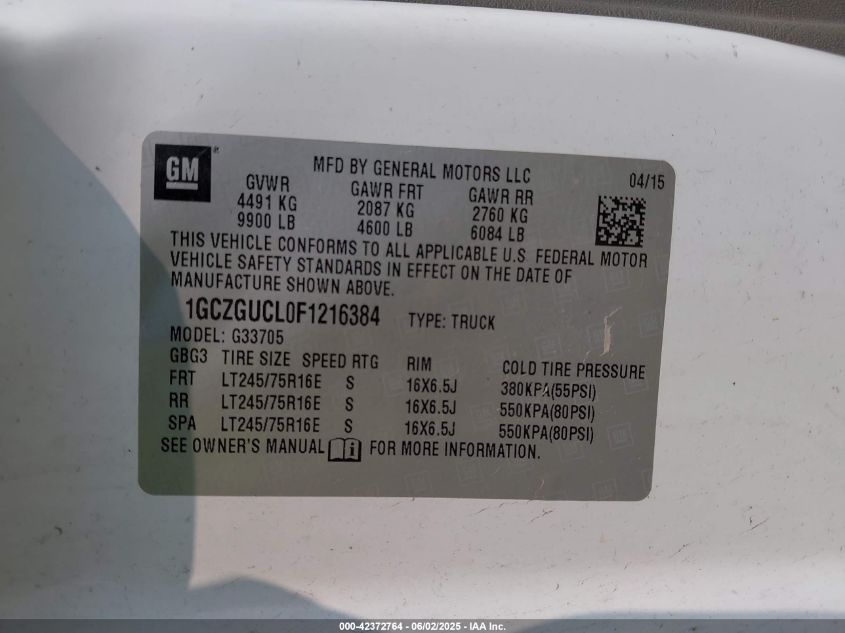 GM
MFD BY GENERAL MOTORS LLC
04/15
GVWR GAWR FRT GAWR RR
4491 KG 2087 KG 2760 KG
9900 LB 4600 LB 6084 LB
THIS VEHICLE CONFORMS TO ALL APPLICABLE U.S FEDERAL MOTOR
VEHICLE SAFETY STANDARDS IN EFFECT ON THE DATE OF
MANUFACTURE SHOWN ABOVE.
1GCZGUCL0F1216384 TYPE: TRUCK
MODEL: G33705
GBG3 TIRE SIZE SPEED RTG RIM COLD TIRE PRESSURE
FRT LT245/75R16E S 16X6.5J 380KPA(55PSI)
RR LT245/75R16E S 16X6.5J 550KPA(80PSI)
SPA LT245/75R16E S 16X6.5J 550KPA(80PSI)
SEE OWNER'S MANUAL FOR MORE INFORMATION.
000-42372764 - 06/02/2025 - IAA Inc.